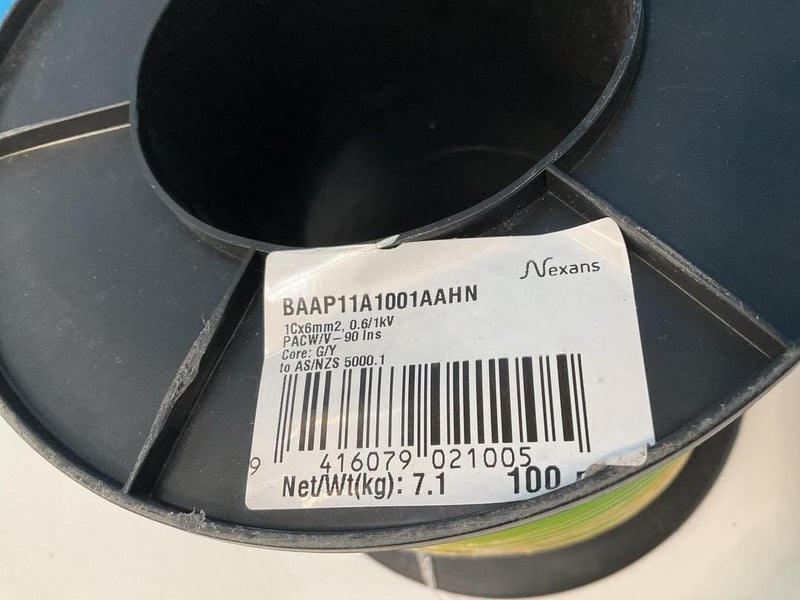 Nexans
BAAP11A1001AAHN
1Cx6mm2, 0.6/1kV
PACW/V-90 Ins
Core: G/Y
to AS/NZS 5000.1
9 416079 021005
Net/Wt(kg): 7.1 100